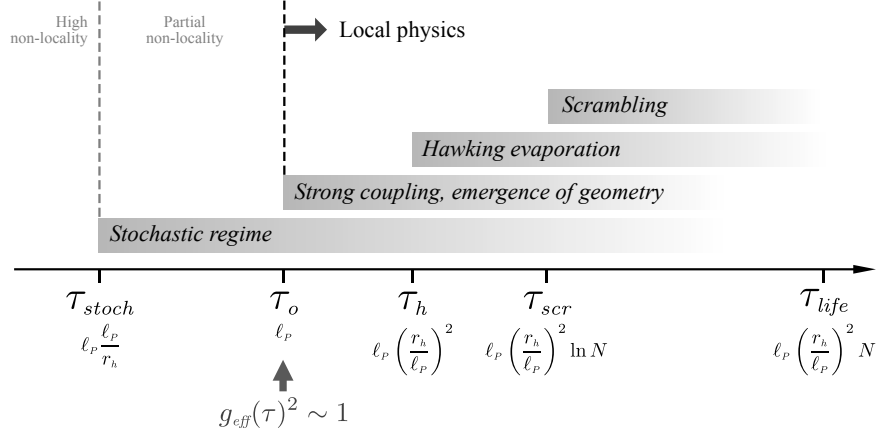 High
non-locality
Partial
non-locality
Local physics
Scrambling
Hawking evaporation
Strong coupling, emergence of geometry
Stochastic regime
τ_stoch τ_o τ_h τ_scr τ_life
ℓ_P ℓ_P/r_h ℓ_P ℓ_P (r_h/ℓ_P)^2 ℓ_P (r_h/ℓ_P)^2 ln N ℓ_P (r_h/ℓ_P)^2 N
g_eff(τ)^2 ∼ 1